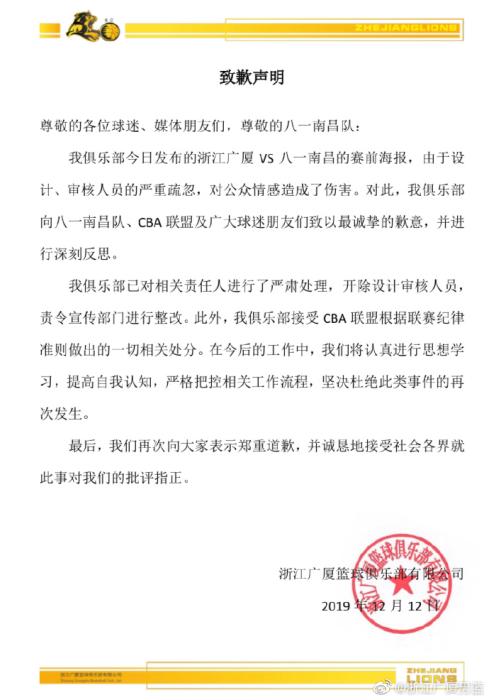 ZHEJIANGLIONS
致歉声明
尊敬的各位球迷、媒体朋友们，尊敬的八一南昌队：
我俱乐部今日发布的浙江广厦 VS 八一南昌的赛前海报，由于设
计、审核人员的严重疏忽，对公众情感造成了伤害。对此，我俱乐部
向八一南昌队、CBA 联盟及广大球迷朋友们致以最诚挚的歉意，并进
行深刻反思。
我俱乐部已对相关责任人进行了严肃处理，开除设计审核人员，
责令宣传部门进行整改。此外，我俱乐部接受 CBA 联盟根据联赛纪律
准则做出的一切相关处分。在今后的工作中，我们将认真进行思想学
习，提高自我认知，严格把控相关工作流程，坚决杜绝此类事件的再
次发生。
最后，我们再次向大家表示郑重道歉，并诚恳地接受社会各界就
此事对我们的批评指正。
浙江广厦篮球俱乐部有限公司
浙江广厦篮球俱乐部有限公司
2019 年 12 月 12 日
浙江广厦篮球俱乐部有限公司
ZHEJIANG
LIONS